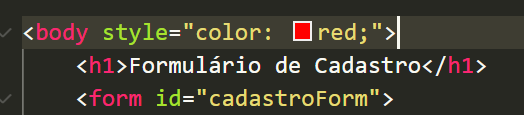 <body style="color: red;">
<h1>Formulário de Cadastro</h1>
<form id="cadastroForm">